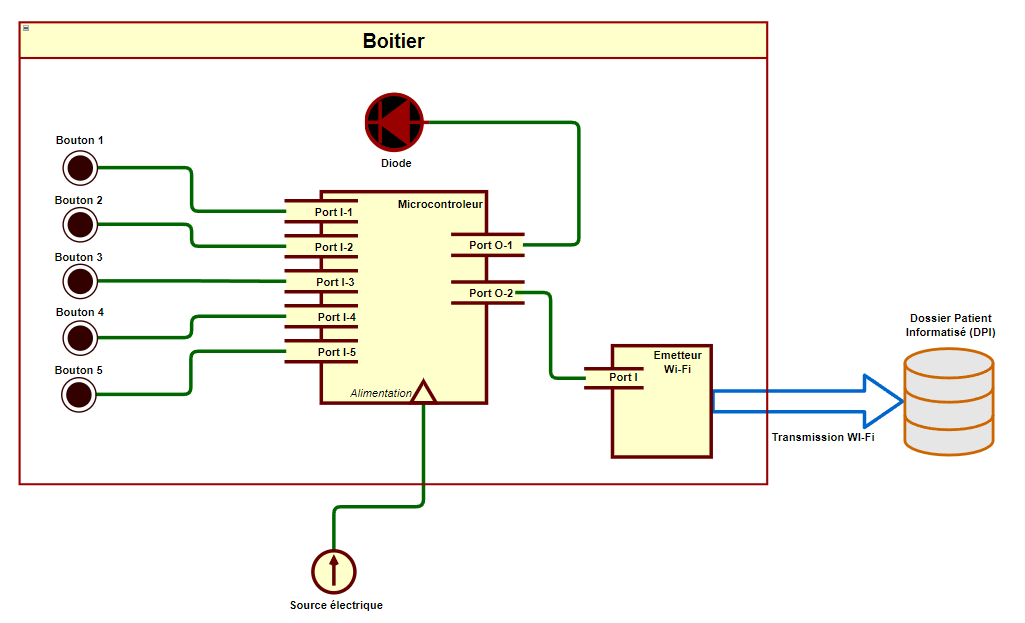 Boitier
Bouton 1
Diode
Bouton 2
Microcontroleur
Port I-1
Port I-2
Port O-1
Bouton 3
Port I-3
Port O-2
Bouton 4
Port I-4
Dossier Patient
Informatisé (DPI)
Port I-5
Emetteur
Wi-Fi
Bouton 5
Port I
Alimentation
Transmission WI-Fi
Source électrique